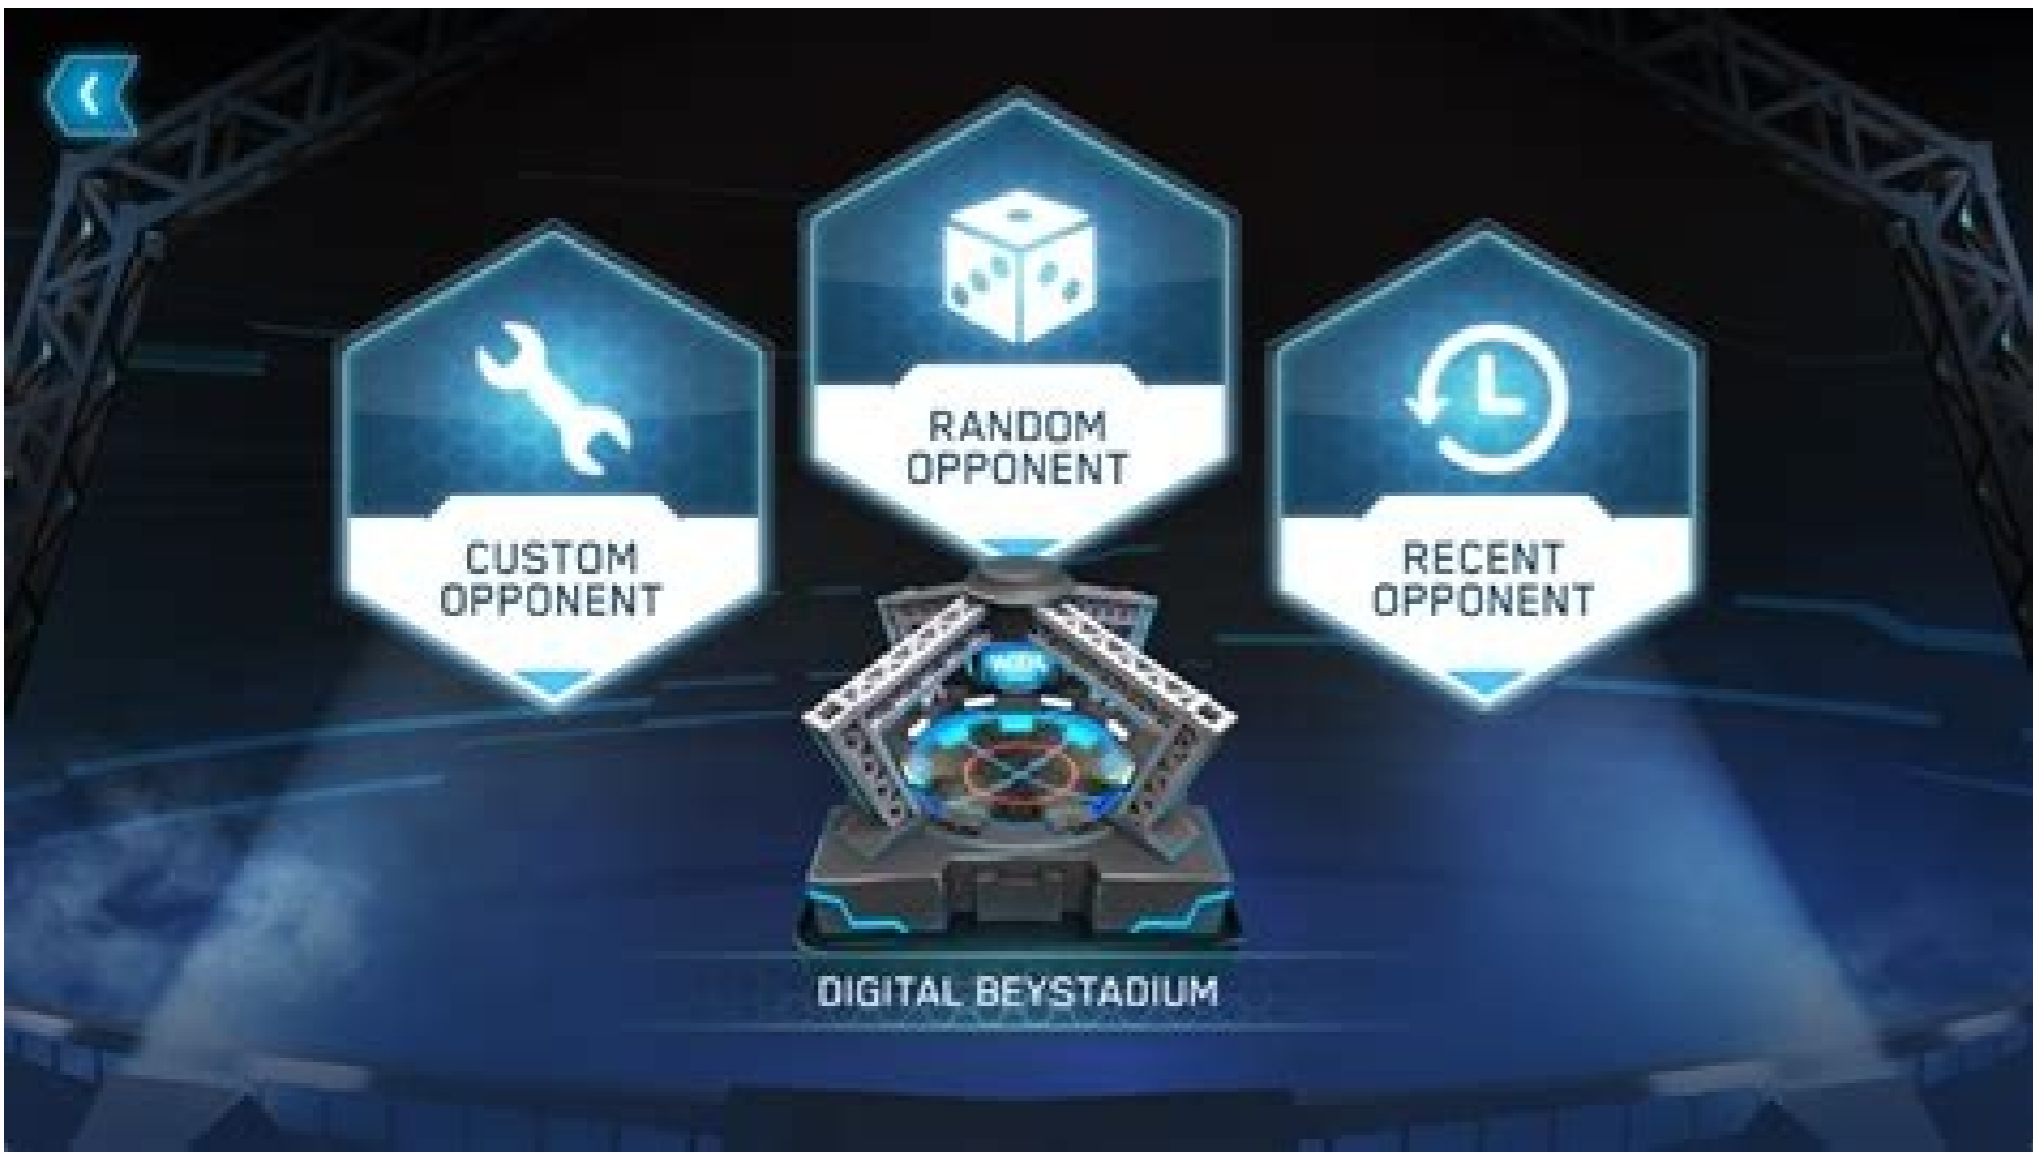 RANDOM
OPPONENT
CUSTOM
OPPONENT
RECENT
OPPONENT
DIGITAL BEYSTADIUM